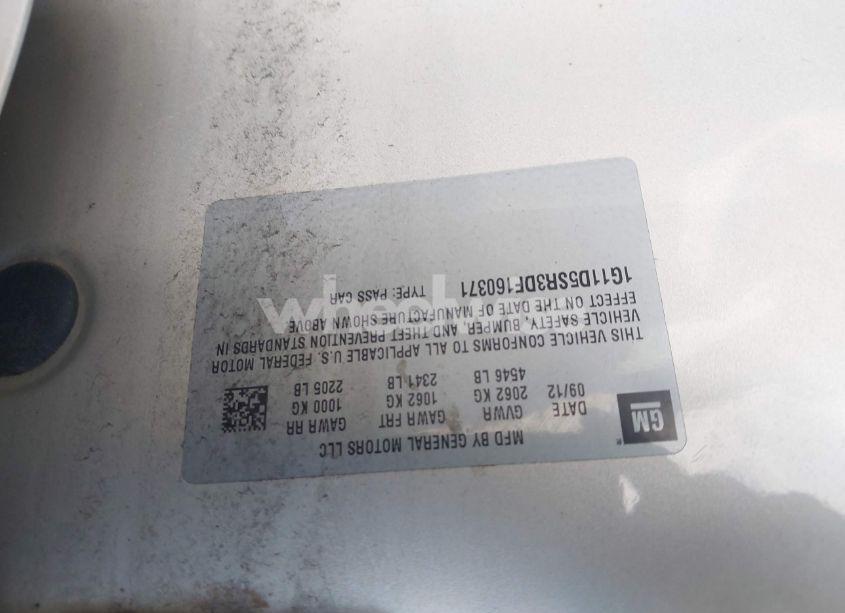 MFD BY GENERAL MOTORS LLC
GM
DATE GVWR GAWR FRT GAWR RR
09/12 2062 KG 1062 KG 1000 KG
4546 LB 2341 LB 2205 LB
THIS VEHICLE CONFORMS TO ALL APPLICABLE U.S. FEDERAL MOTOR
VEHICLE SAFETY, BUMPER, AND THEFT PREVENTION STANDARDS IN
EFFECT ON THE DATE OF MANUFACTURE SHOWN ABOVE
1G11D5SR3DF160371 TYPE: PASS CAR